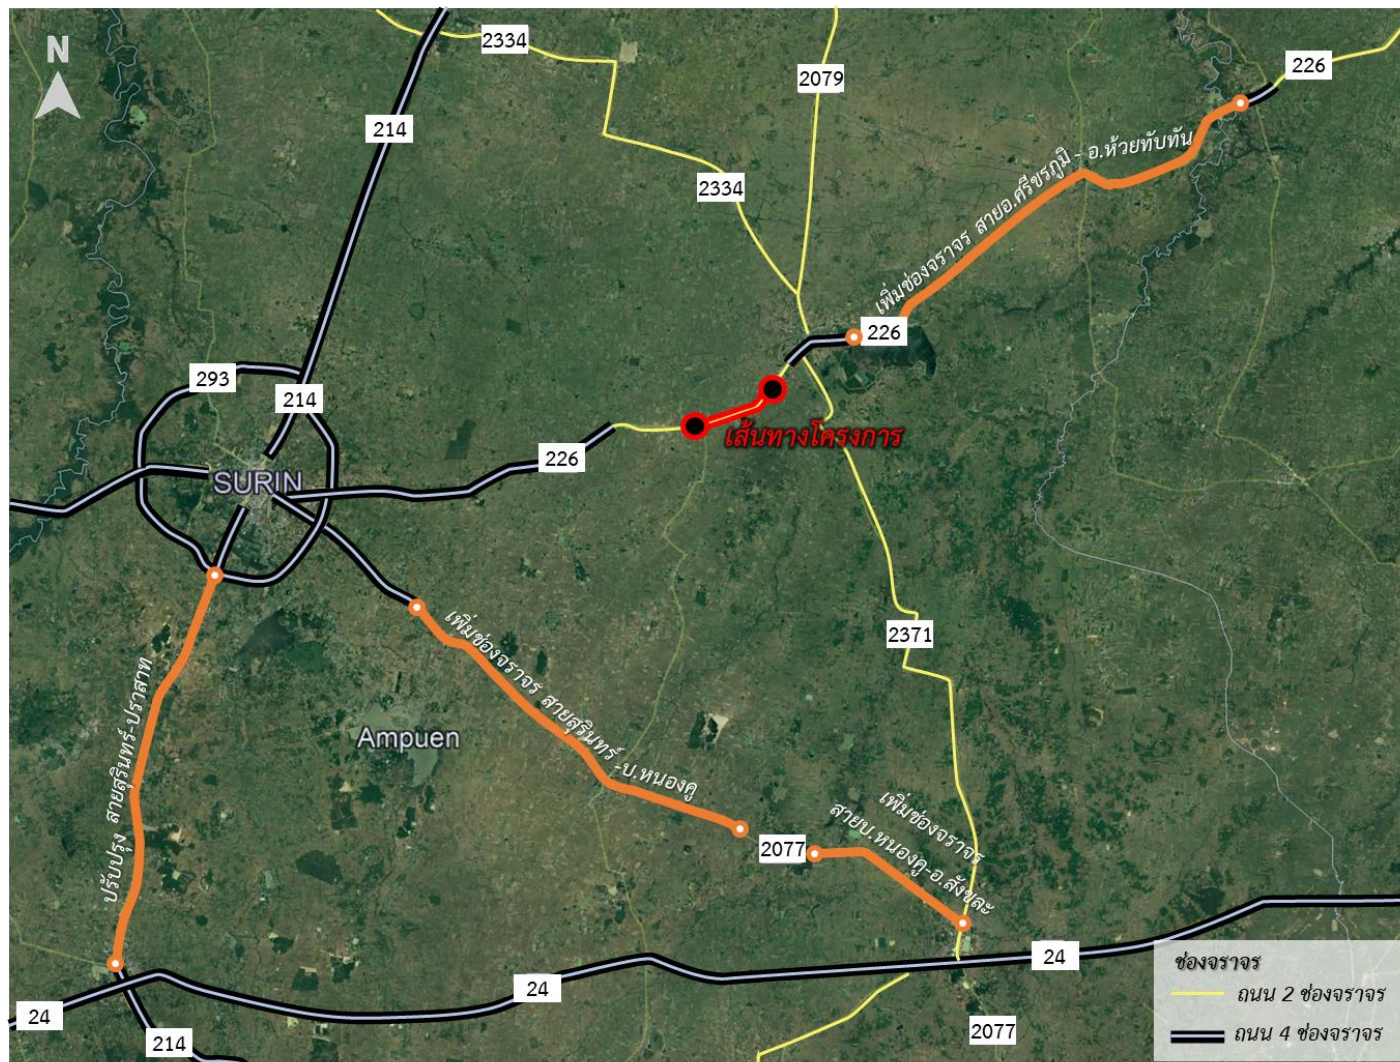 N
2334
2079
226
214
2334
เพิ่มช่องจราจร สายอ.ศรีขรภูมิ - อ.ห้วยทับทัน
226
293
214
เส้นทางโครงการ
226
SURIN
เพิ่มช่องจราจร สายสุรินทร์ -บ.หนองคู
2371
ปรับปรุง สายสุรินทร์-ปราสาท
Ampuen
เพิ่มช่องจราจร
สายบ.หนองคู-อ.สังขละ
2077
24
24
24
214
2077
ช่องจราจร
ถนน 2 ช่องจราจร
ถนน 4 ช่องจราจร